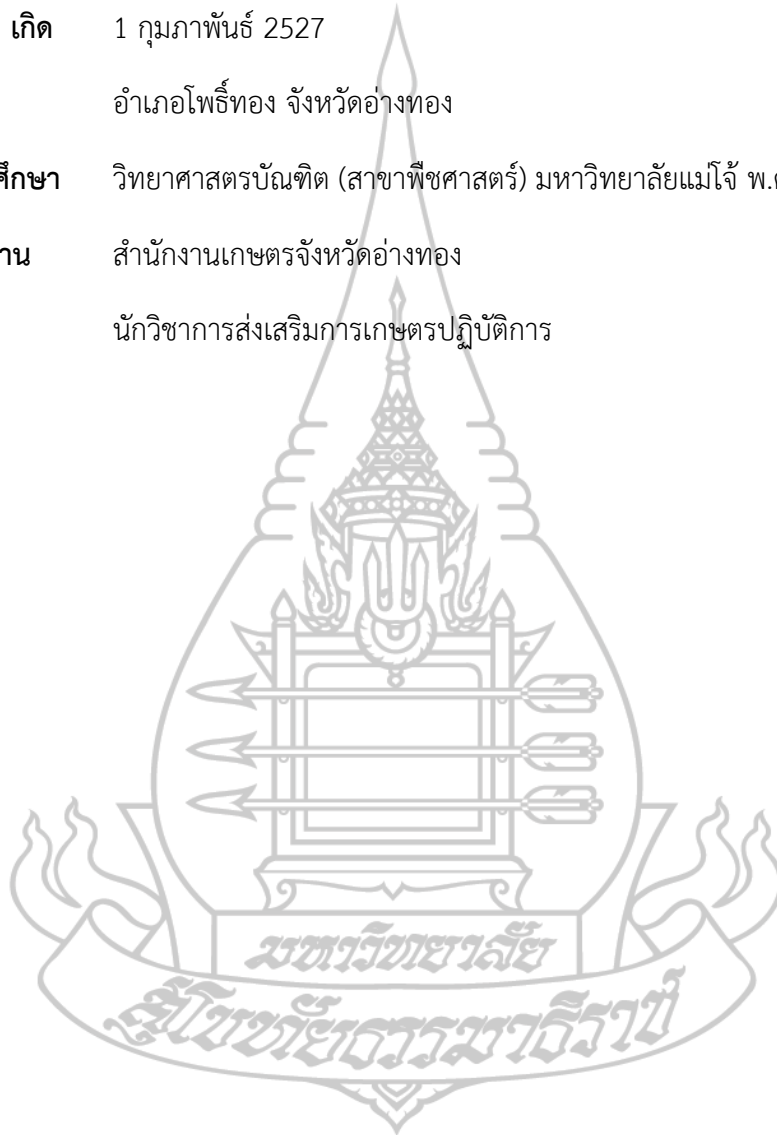 เกิด 1 กุมภาพันธ์ 2527
อำเภอโพธิ์ทอง จังหวัดอ่างทอง
ศึกษา วิทยาศาสตรบัณฑิต (สาขาพืชศาสตร์) มหาวิทยาลัยแม่โจ้ พ.ศ
าน สำนักงานเกษตรจังหวัดอ่างทอง
นักวิชาการส่งเสริมการเกษตรปฏิบัติการ
มหาวิทยาลัย
สุโขทัยธรรมาธิราช